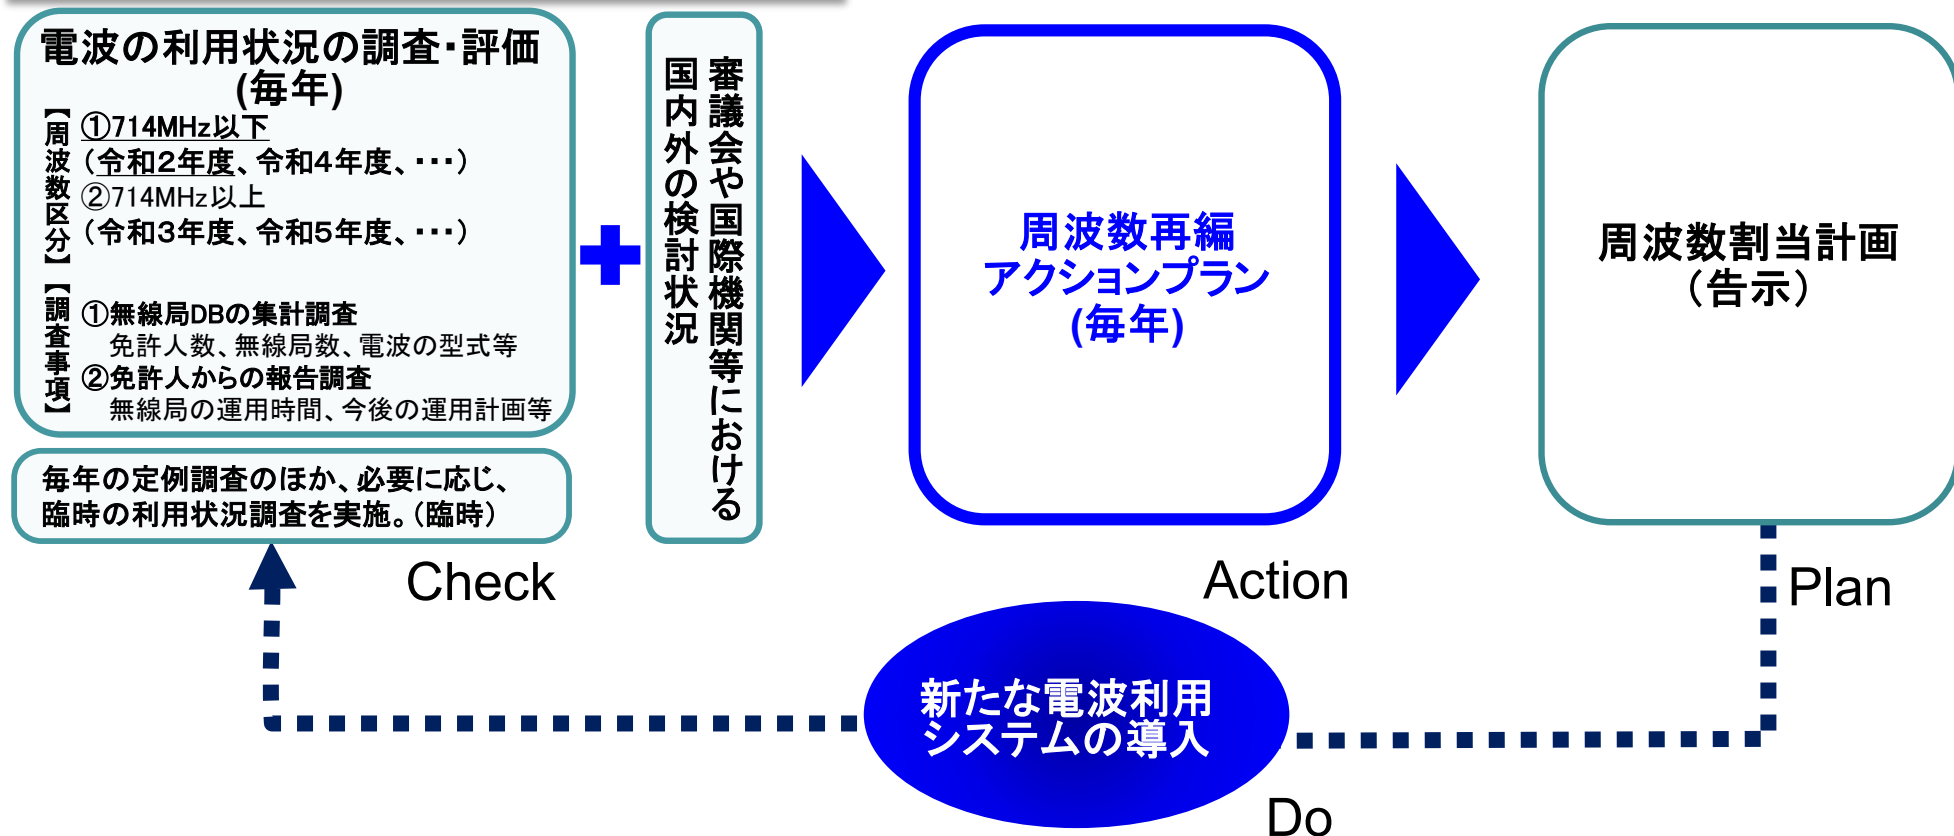 電波の利用状況の調査・評価
(毎年)
【周波数区分】
①714MHz以下
（令和2年度、令和4年度、・・・）
②714MHz以上
（令和3年度、令和5年度、・・・）
【調査事項】
①無線局DBの集計調査
免許人数、無線局数、電波の型式等
②免許人からの報告調査
無線局の運用時間、今後の運用計画等
毎年の定例調査のほか、必要に応じ、
臨時の利用状況調査を実施。（臨時）
Check
審議会や国際機関等における
国内外の検討状況
周波数再編
アクションプラン
(毎年)
Action
周波数割当計画
（告示）
Plan
新たな電波利用
システムの導入
Do